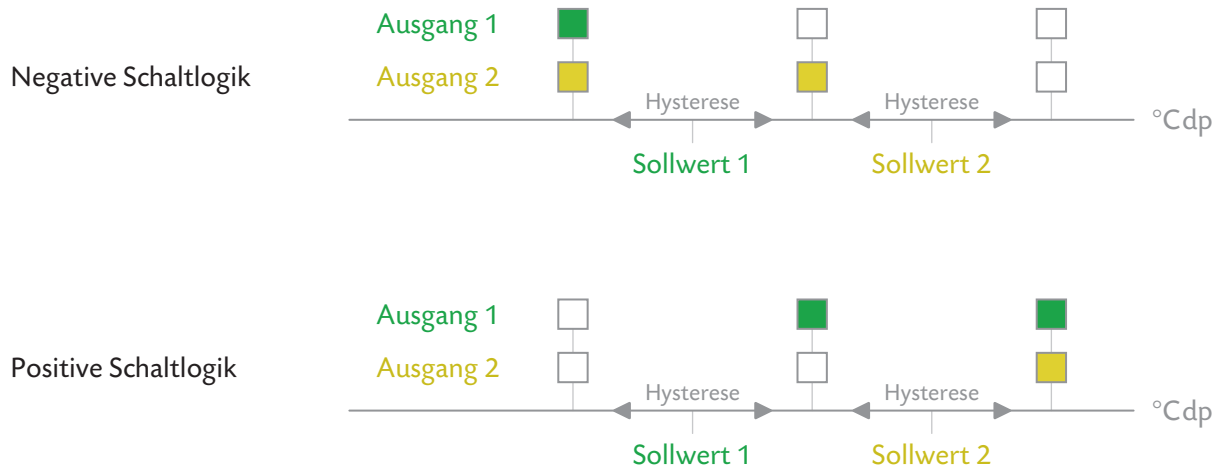 Ausgang 1
Negative Schaltlogik Ausgang 2
Hysterese Hysterese
°Cdp
Sollwert 1 Sollwert 2
Ausgang 1
Positive Schaltlogik Ausgang 2
Hysterese Hysterese
°Cdp
Sollwert 1 Sollwert 2